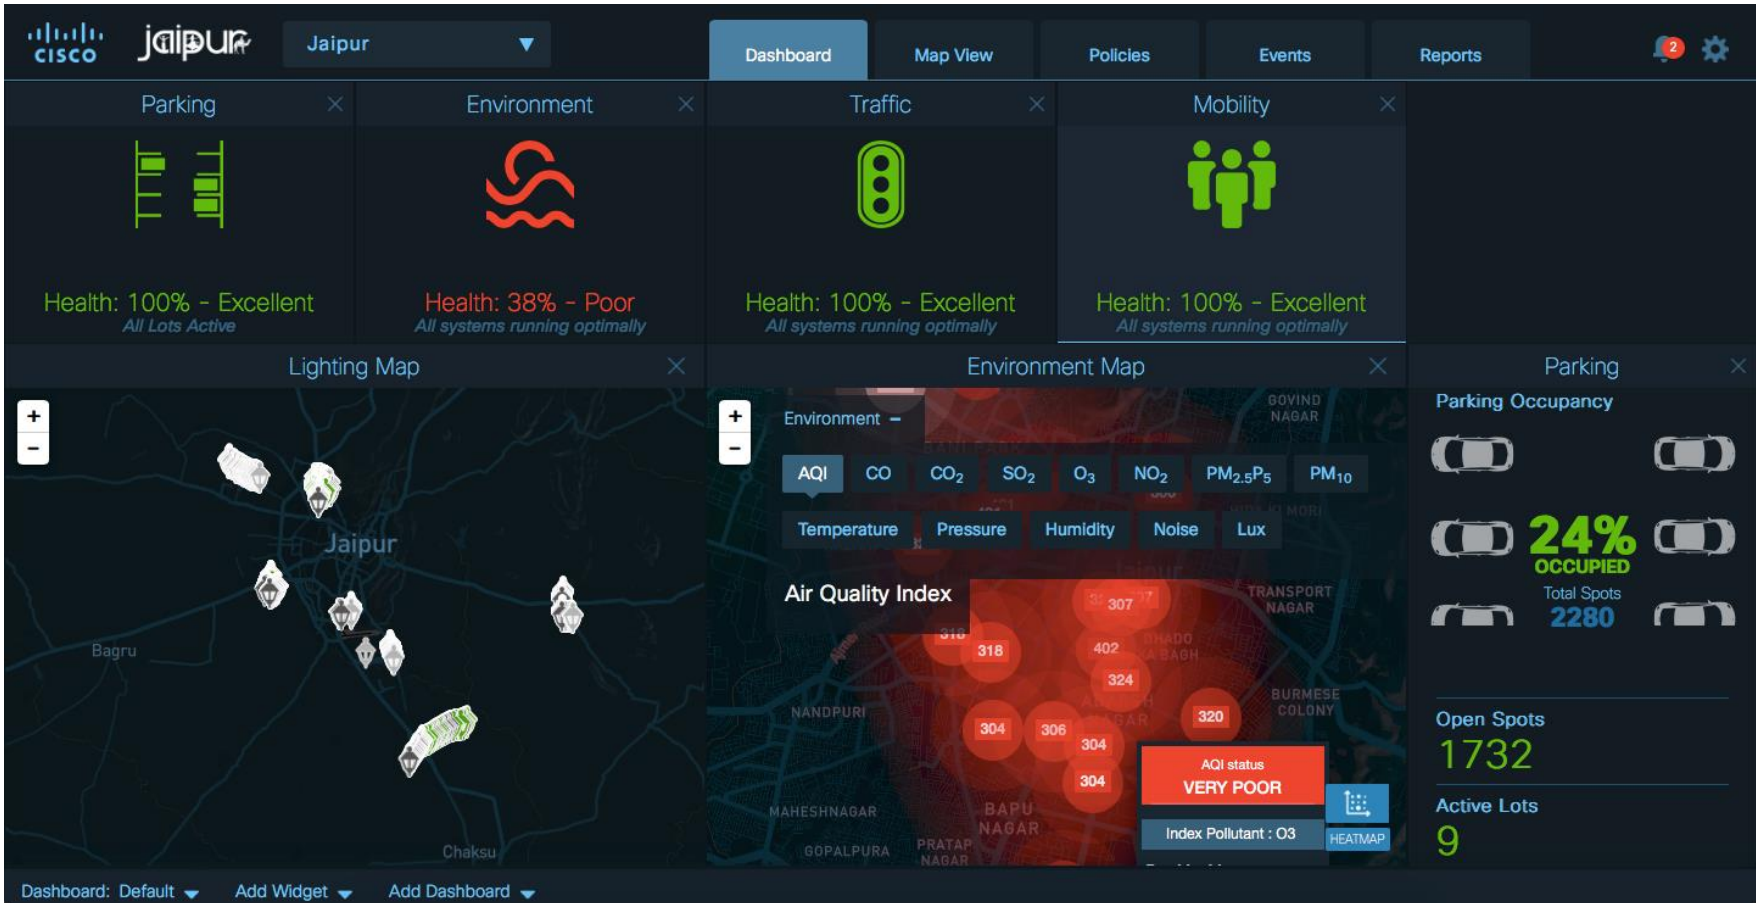 CISCO
jaipur
Jaipur
Dashboard
Map View
Policies
Events
Reports
2
Parking
Environment
Traffic
Mobility
Health: 100% - Excellent
All Lots Active
Health: 38% - Poor
All systems running optimally
Health: 100% - Excellent
All systems running optimally
Health: 100% - Excellent
All systems running optimally
Lighting Map
+
-
Jaipur
Bagru
Chaksu
Environment Map
+
-
Environment -
GOVIND
NAGAR
AQI
CO
CO2
SO2
O3
NO2
PM2.5P5
PM10
Temperature
Pressure
Humidity
Noise
Lux
Air Quality Index
Jaipur
307
TRANSPORT
NAGAR
318
318
402
324
320
BURMESE
COLONY
NANDPURI
304
306
304
304
AQI status
VERY POOR
Index Pollutant : O3
HEATMAP
MAHESHNAGAR
BAPU
NAGAR
GOPALPURA
PRATAP
NAGAR
Parking
Parking Occupancy
24%
OCCUPIED
Total Spots
2280
Open Spots
1732
Active Lots
9
Dashboard: Default
Add Widget
Add Dashboard